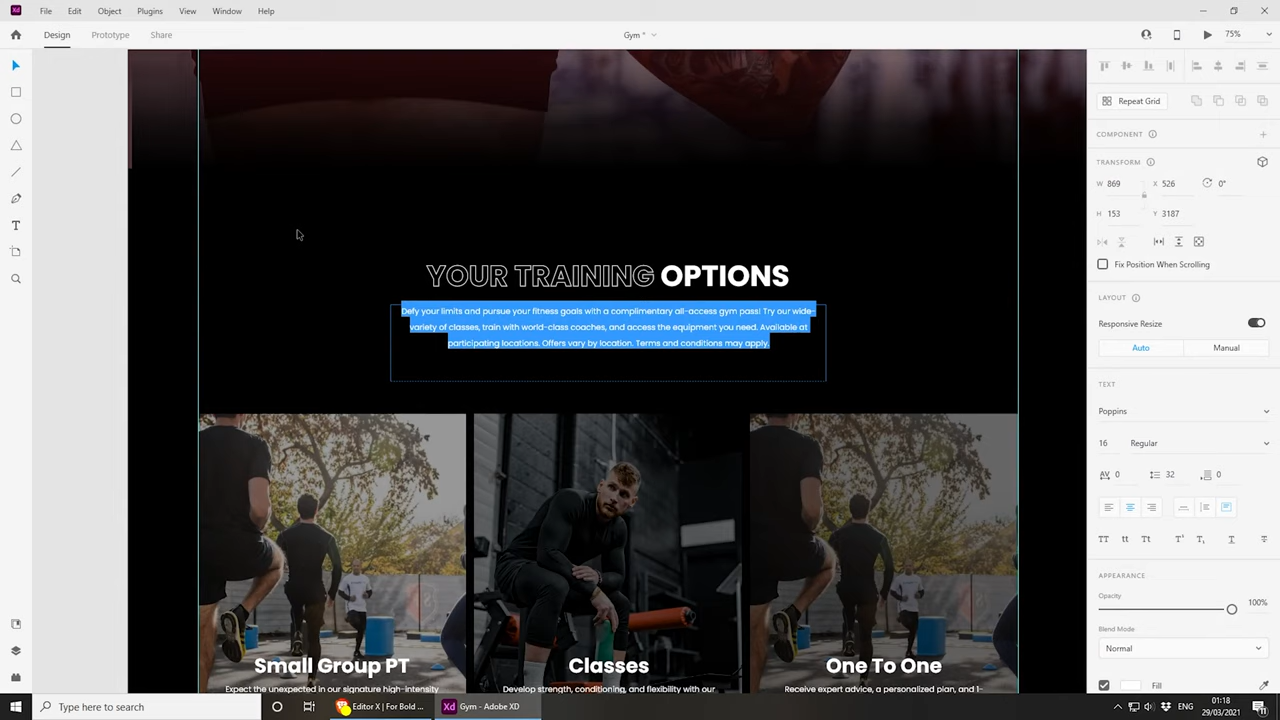 File Edit Object Plugins View Window Help
Design Prototype Share Gym * 75%
Repeat Grid
COMPONENT
TRANSFORM
W 869 X 526 0°
H 153 Y 3187
Fix Position When Scrolling
LAYOUT
Responsive Resize
Auto Manual
TEXT
Poppins
16 Regular
0 32 0
APPEARANCE
Opacity
100%
Blend Mode
Normal
Fill
YOUR TRAINING OPTIONS
Defy your limits and pursue your fitness goals with a complimentary all-access gym pass! Try our wide-
variety of classes, train with world-class coaches, and access the equipment you need. Available at
participating locations. Offers vary by location. Terms and conditions may apply.
Small Group PT
Expect the unexpected in our signature high-intensity
Classes
Develop strength, conditioning, and flexibility with our
One To One
Receive expert advice, a personalized plan, and 1-
Type here to search
Editor X | For Bold ...
Xd Gym - Adobe XD
ENG
01:18
29/03/2021